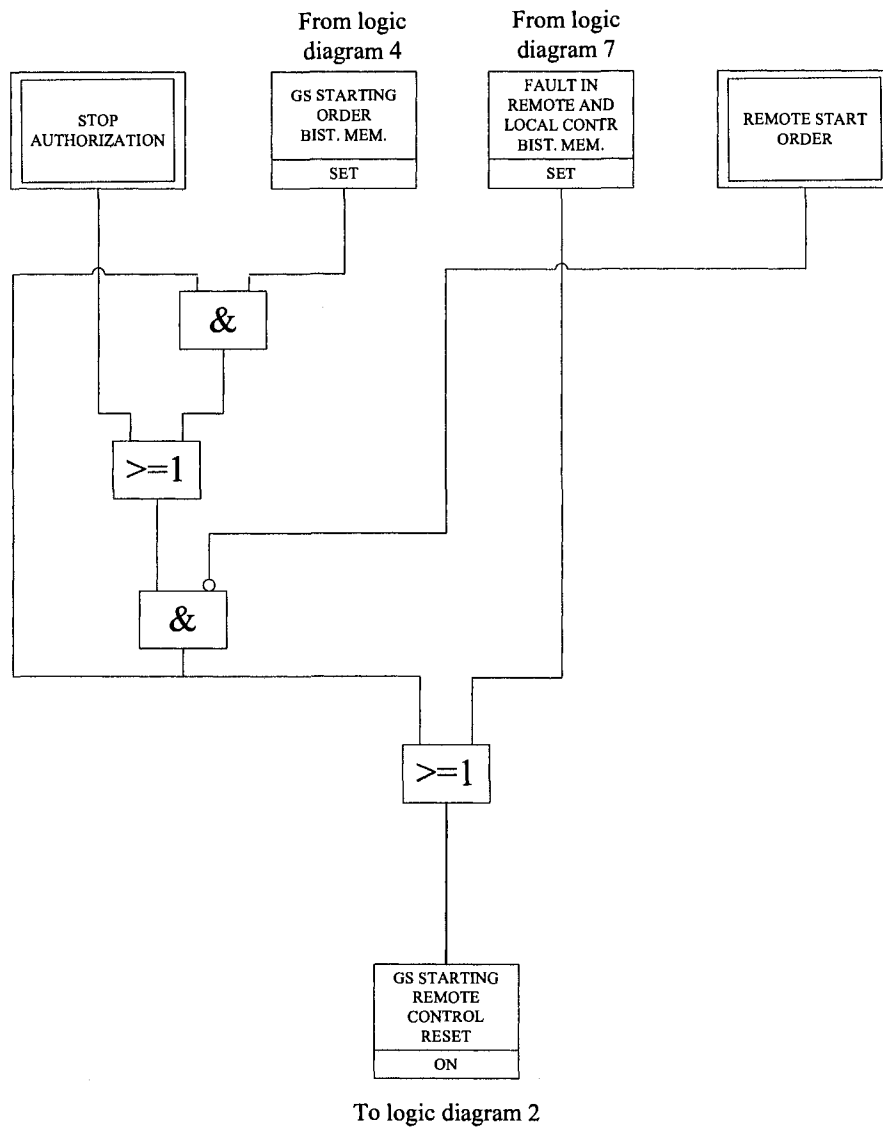 From logic
diagram 4
From logic
diagram 7
STOP
AUTHORIZATION
GS STARTING
ORDER
BIST. MEM.
SET
FAULT IN
REMOTE AND
LOCAL CONTR
BIST. MEM.
SET
REMOTE START
ORDER
&
>=1
&
>=1
GS STARTING
REMOTE
CONTROL
RESET
ON
To logic diagram 2